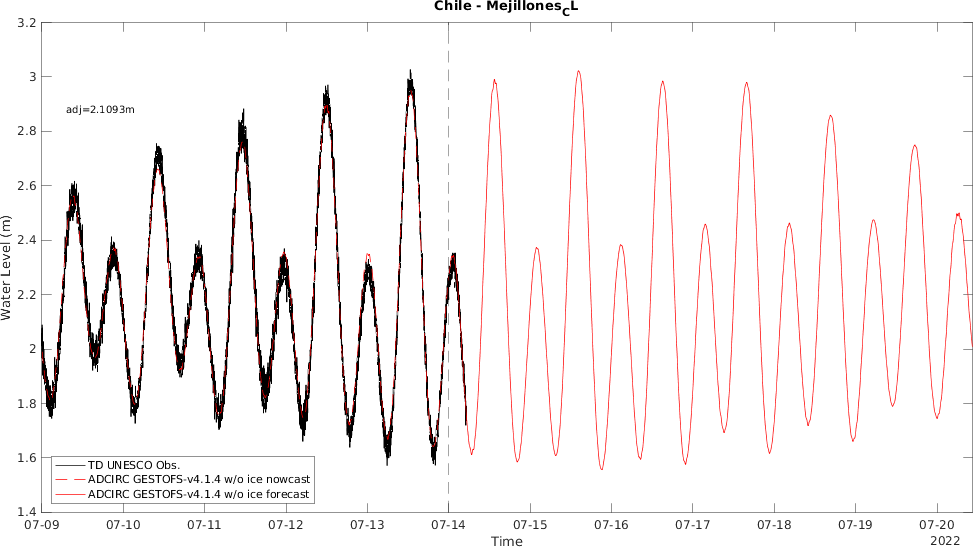 Chile - Mejillones_CL
3.2
3
2.8
2.6
2.4
2.2
2
1.8
1.6
1.4
Water Level (m)
adj=2.1093m
TD UNESCO Obs.
ADCIRC GESTOFS-v4.1.4 w/o ice nowcast
ADCIRC GESTOFS-v4.1.4 w/o ice forecast
07-09 07-10 07-11 07-12 07-13 07-14 07-15 07-16 07-17 07-18 07-19 07-20
Time
2022